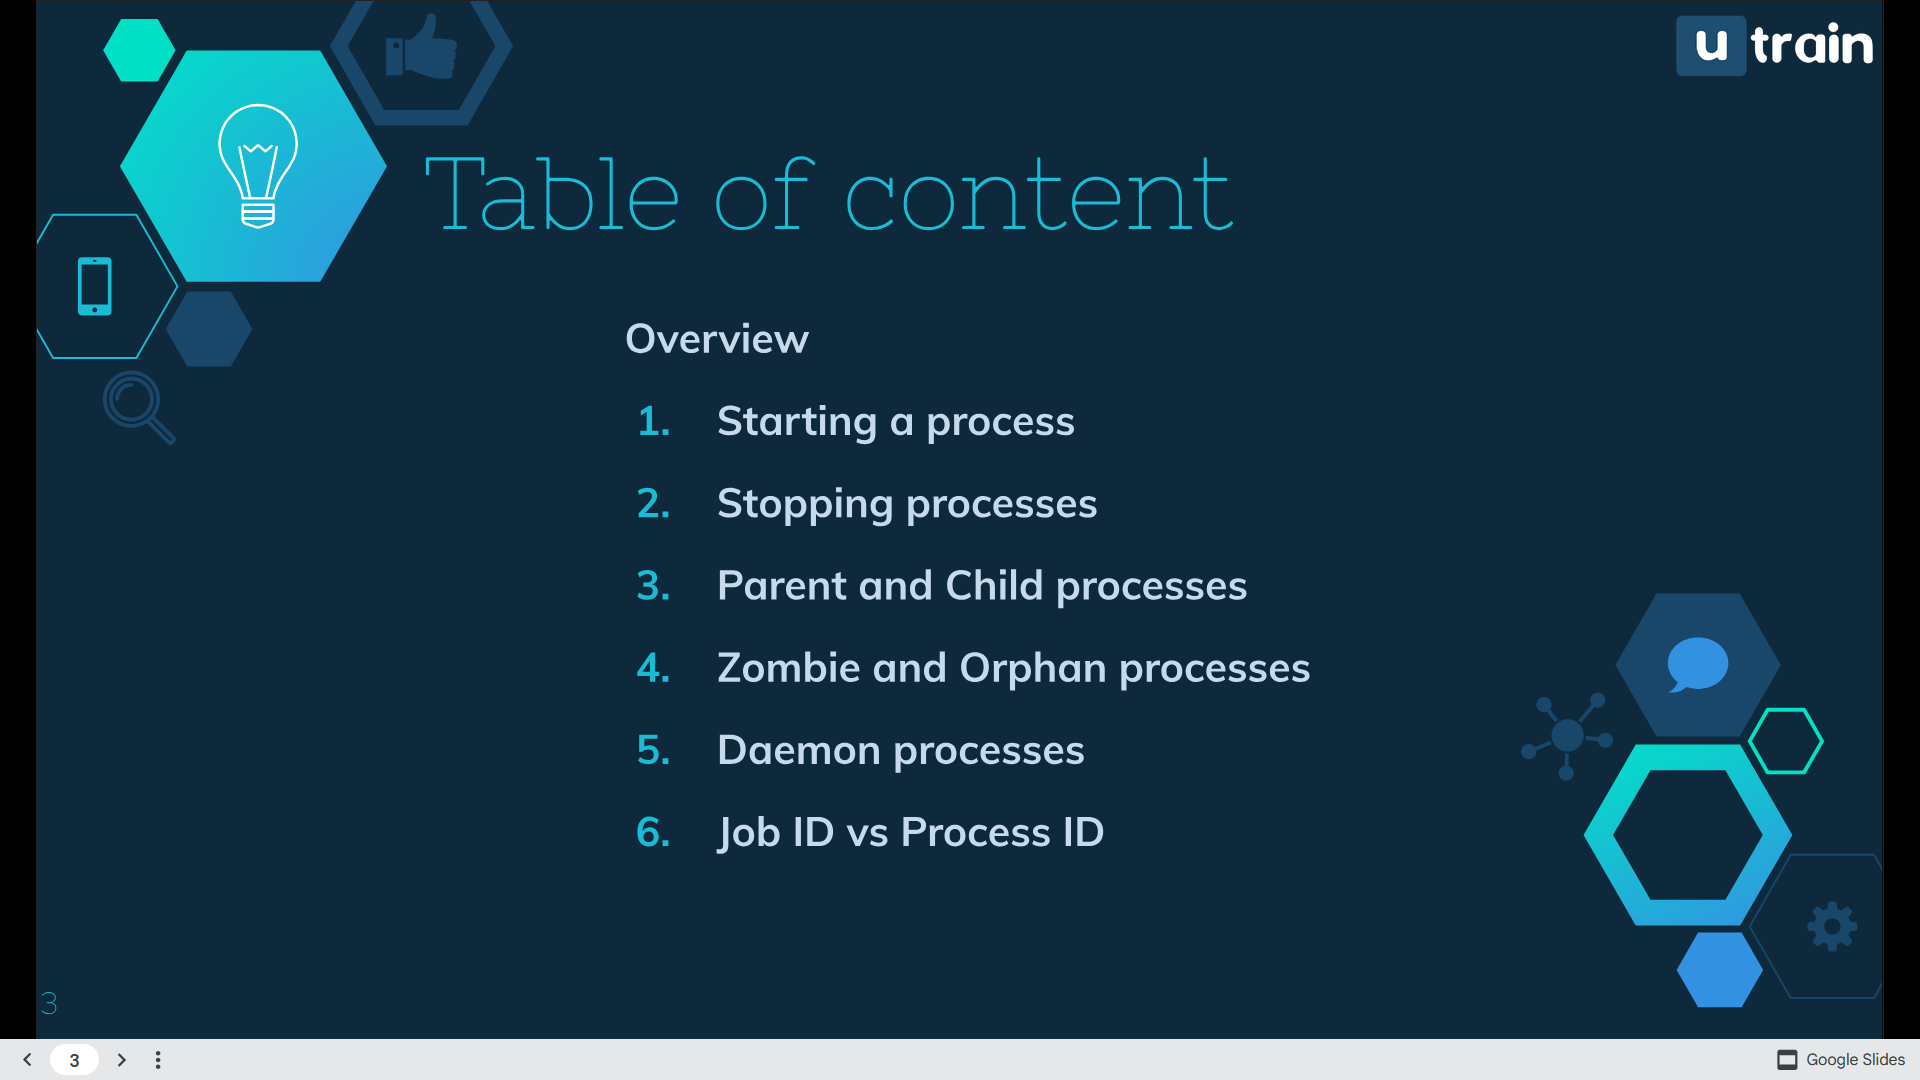 u train
Table of content
Overview
1. Starting a process
2. Stopping processes
3. Parent and Child processes
4. Zombie and Orphan processes
5. Daemon processes
6. Job ID vs Process ID
3
3
Google Slides